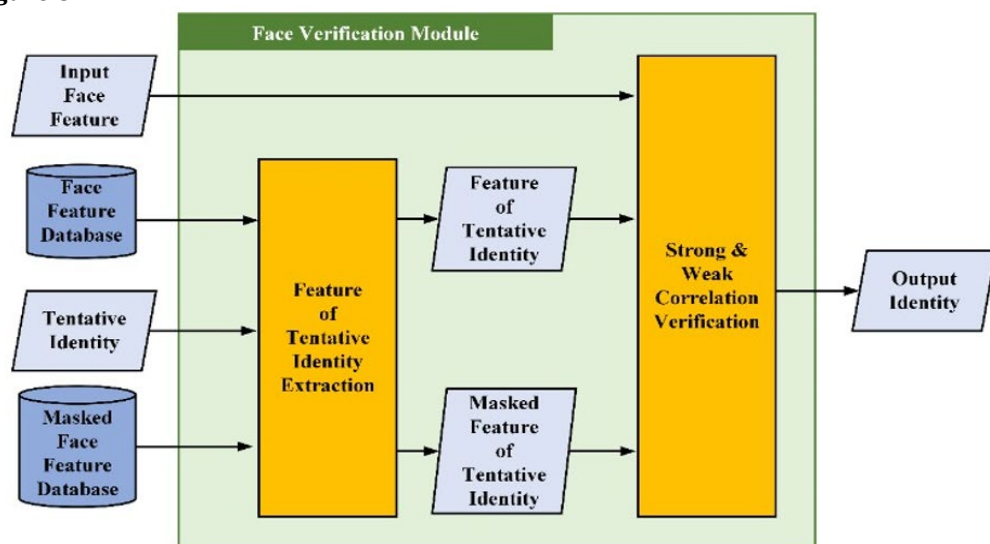 Face Verification Module
Input
Face
Feature
Face
Feature
Database
Tentative
Identity
Masked
Face
Feature
Database
Feature
of
Tentative
Identity
Extraction
Feature
of
Tentative
Identity
Masked
Feature
of
Tentative
Identity
Strong &
Weak
Correlation
Verification
Output
Identity